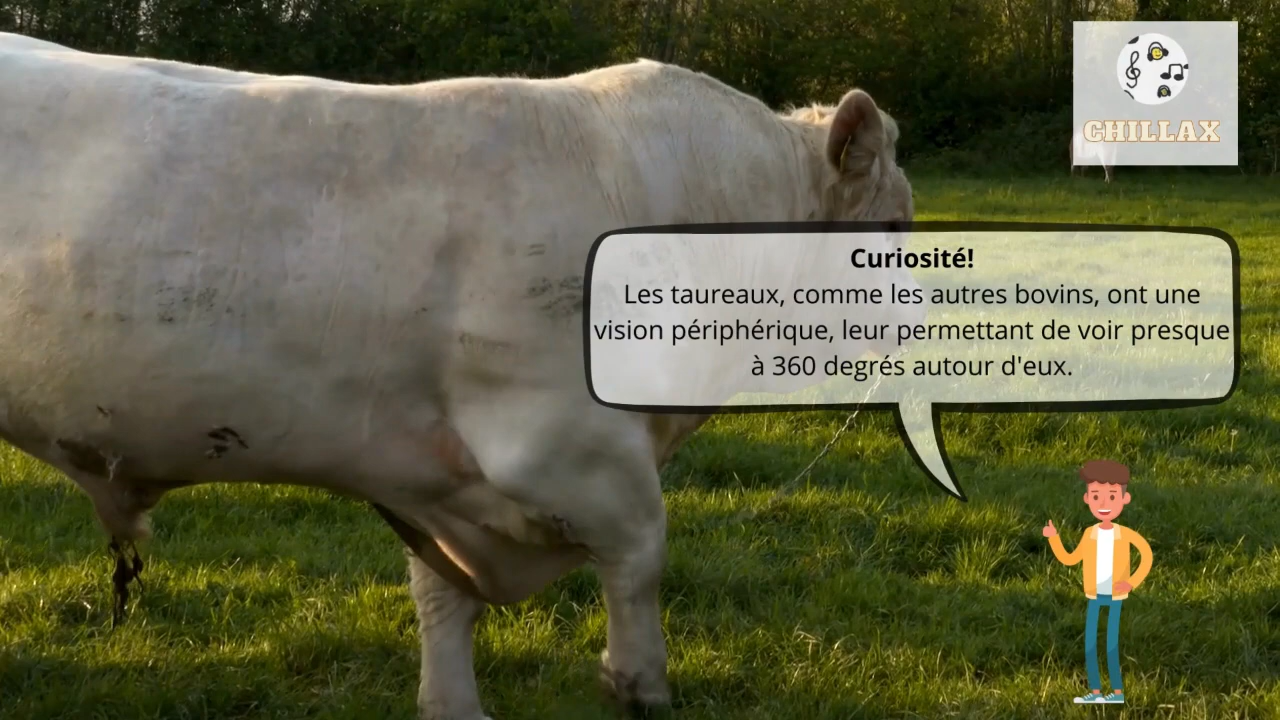 CHILLAX
Curiosité!
Les taureaux, comme les autres bovins, ont une
vision périphérique, leur permettant de voir presque
à 360 degrés autour d'eux.